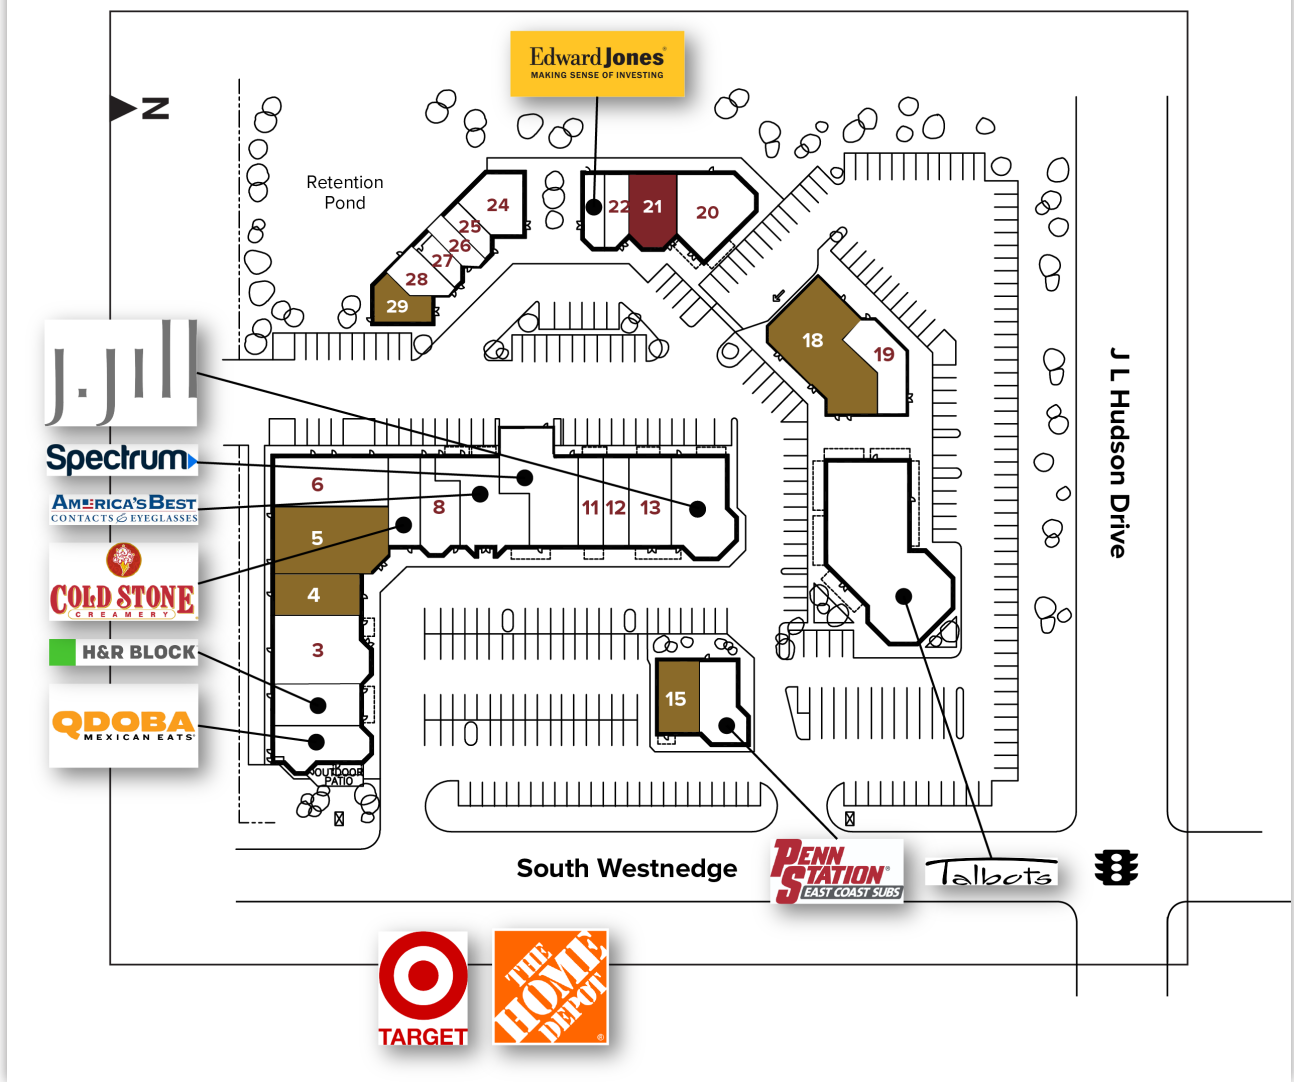 Edward Jones®
MAKING SENSE OF INVESTING
N
Retention
Pond
24
25
26
27
28
29
22
21
20
18
19
J.Jill
Spectrum
AMERICA'S BEST
CONTACTS & EYEGLASSES
COLD STONE
CREAMERY
H&R BLOCK
QDOBA
MEXICAN EATS®
6
5
4
3
8
11
12
13
OUTDOOR
PATIO
15
J L Hudson Drive
South Westnedge
PENN
STATION®
EAST COAST SUBS
Talbots
TARGET
THE
HOME
DEPOT
®